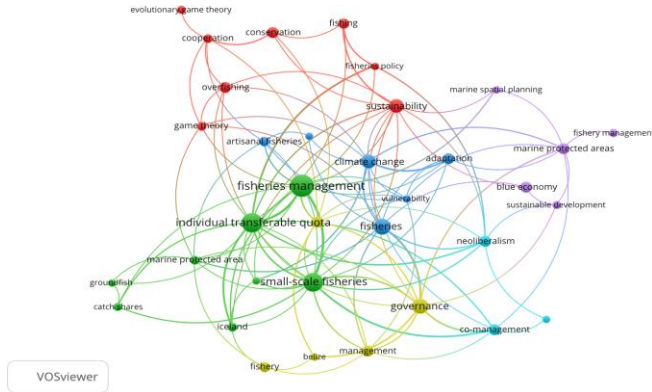 evolutionary game theory
cooperation
conservation
fishing
fisheries policy
overfishing
sustainability
marine spatial planning
game theory
artisanal fisheries
fishery managemen
marine protected areas
climate change
adaptation
fisheries management
vulnerability
blue economy
sustainable development
individual transferable quota
fisheries
neoliberalism
marine protected area
groundfish
small-scale fisheries
catch shares
governance
iceland
co-management
belize
management
fishery
VOSviewer